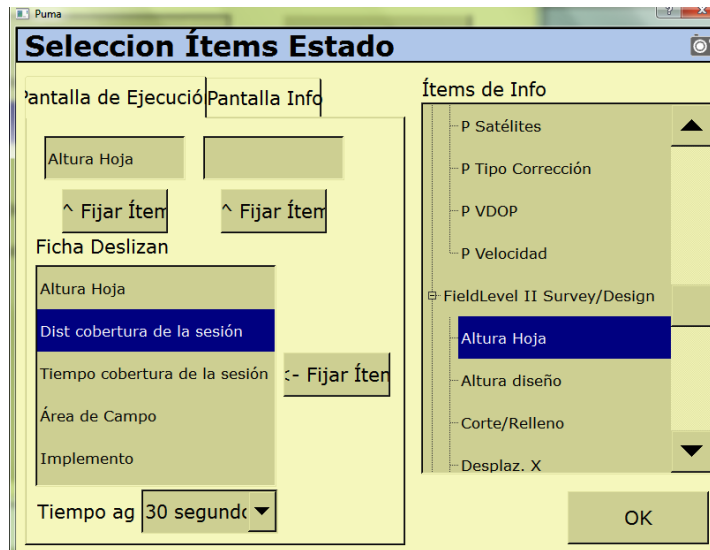 Puma
Seleccion Ítems Estado
Pantalla de Ejecució
Pantalla Info
Altura Hoja
^ Fijar Ítem
^ Fijar Ítem
Ficha Deslizan
Altura Hoja
Dist cobertura de la sesión
Tiempo cobertura de la sesión
Área de Campo
Implemento
<- Fijar Íten
Tiempo ag
30 segundo
Ítems de Info
P Satélites
P Tipo Corrección
P VDOP
P Velocidad
FieldLevel II Survey/Design
Altura Hoja
Altura diseño
Corte/Relleno
Desplaz. X
OK